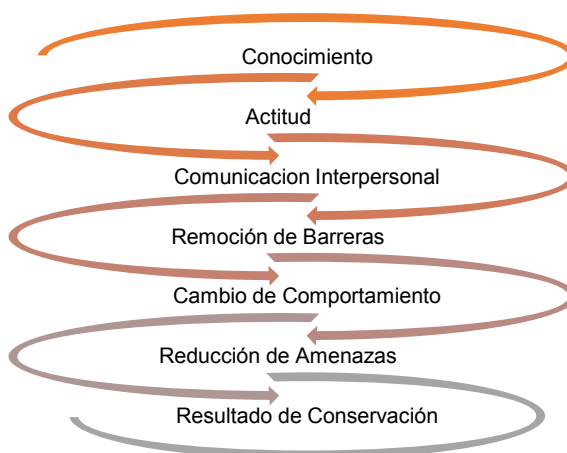 Conocimiento
Actitud
Comunicacion Interpersonal
Remoción de Barreras
Cambio de Comportamiento
Reducción de Amenazas
Resultado de Conservación